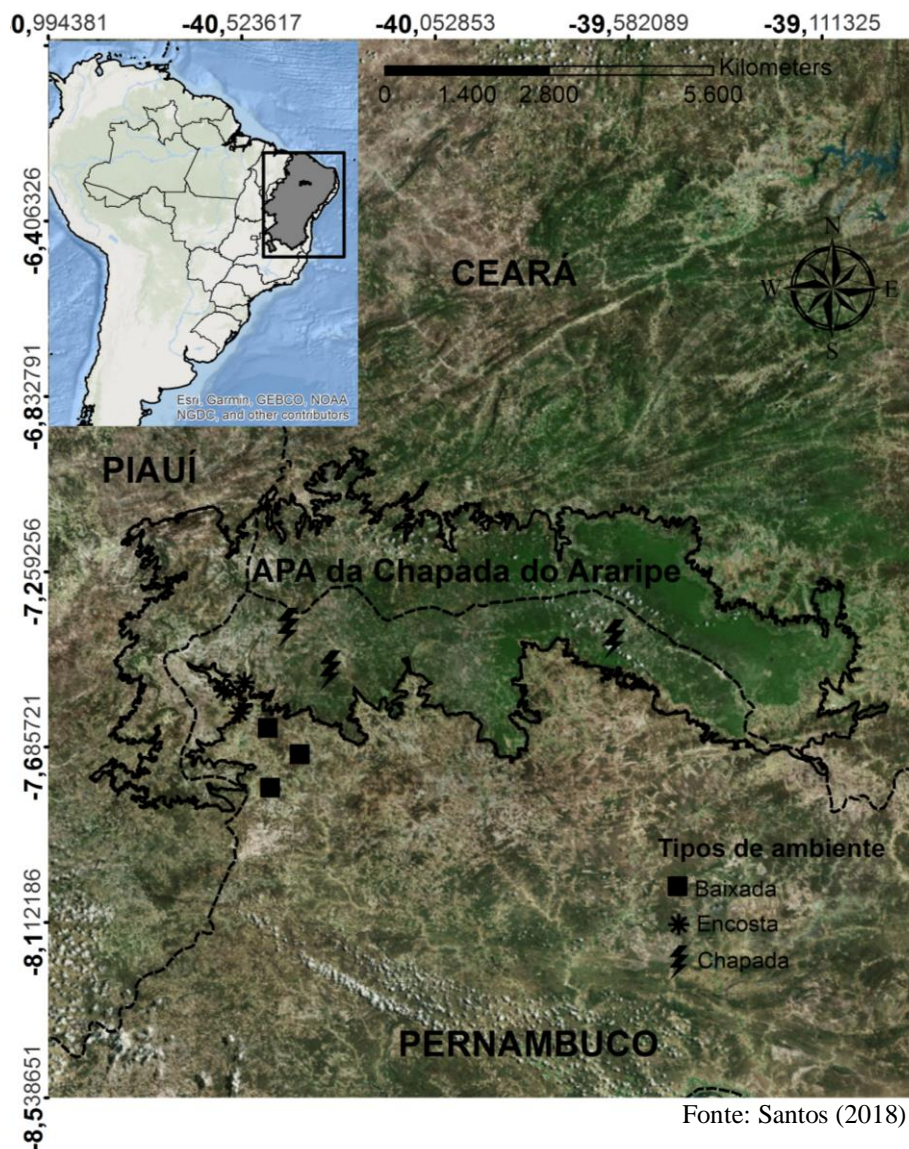 0,994381 -40,523617 -40,052853 -39,582089 -39,111325
Kilometers
0 1.400 2.800 5.600
-6,406326
N
W E
S
CEARÁ
-6,832791
Esri, Garmin, GEBCO, NOAA
NGDC, and other contributors
PIAUÍ
-7,259256
APA da Chapada do Araripe
-7,685721
Tipos de ambiente
Baixada
Encosta
Chapada
-8,112186
PERNAMBUCO
-8,538651
Fonte: Santos (2018)